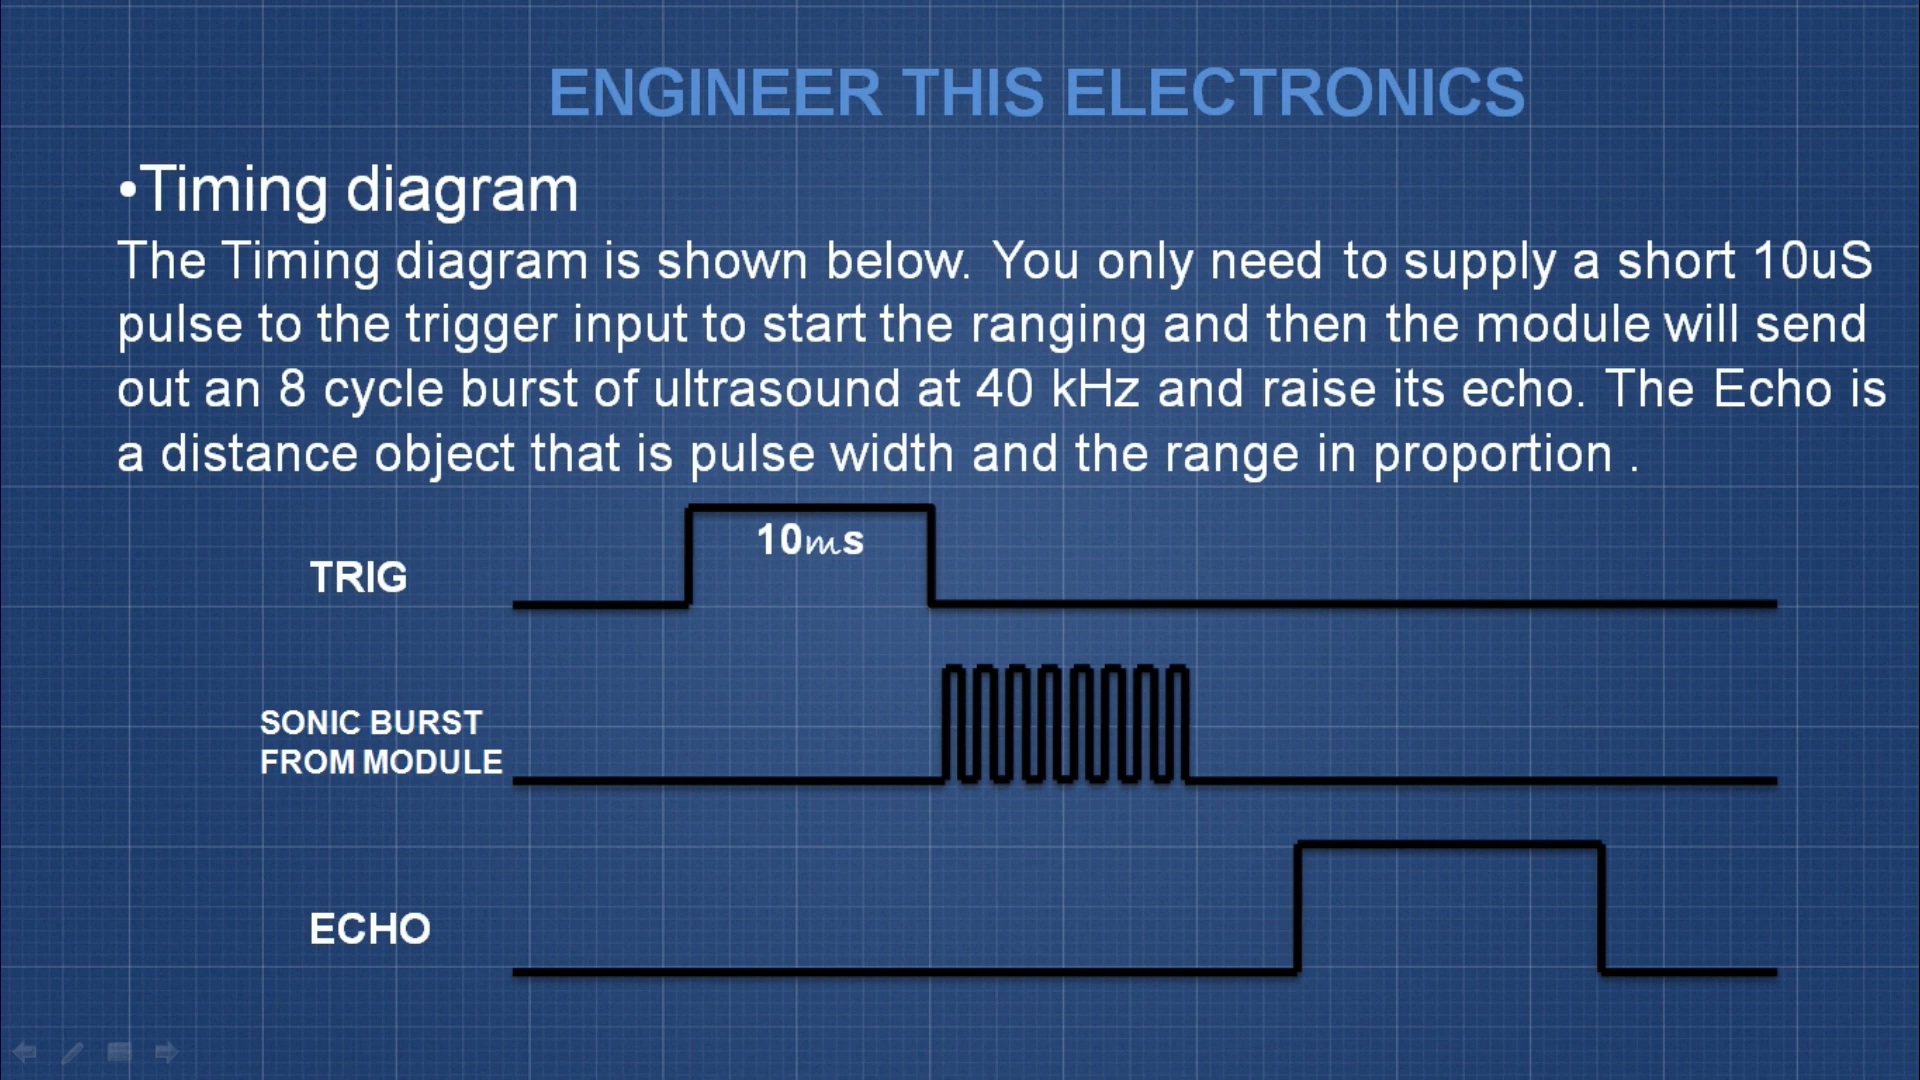 ENGINEER THIS ELECTRONICS
•Timing diagram
The Timing diagram is shown below. You only need to supply a short 10uS
pulse to the trigger input to start the ranging and then the module will send
out an 8 cycle burst of ultrasound at 40 kHz and raise its echo. The Echo is
a distance object that is pulse width and the range in proportion .
10ms
TRIG
SONIC BURST
FROM MODULE
ECHO